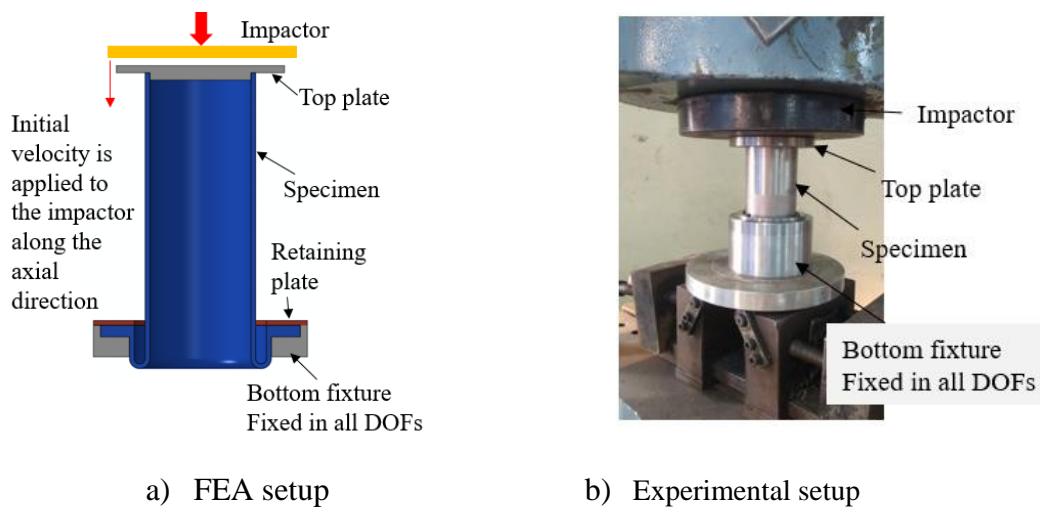 Impactor
Top plate
Initial
velocity is
applied to
the impactor
along the
axial
direction
Specimen
Retaining
plate
Bottom fixture
Fixed in all DOFs
a) FEA setup
Impactor
Top plate
Specimen
Bottom fixture
Fixed in all DOFs
b) Experimental setup